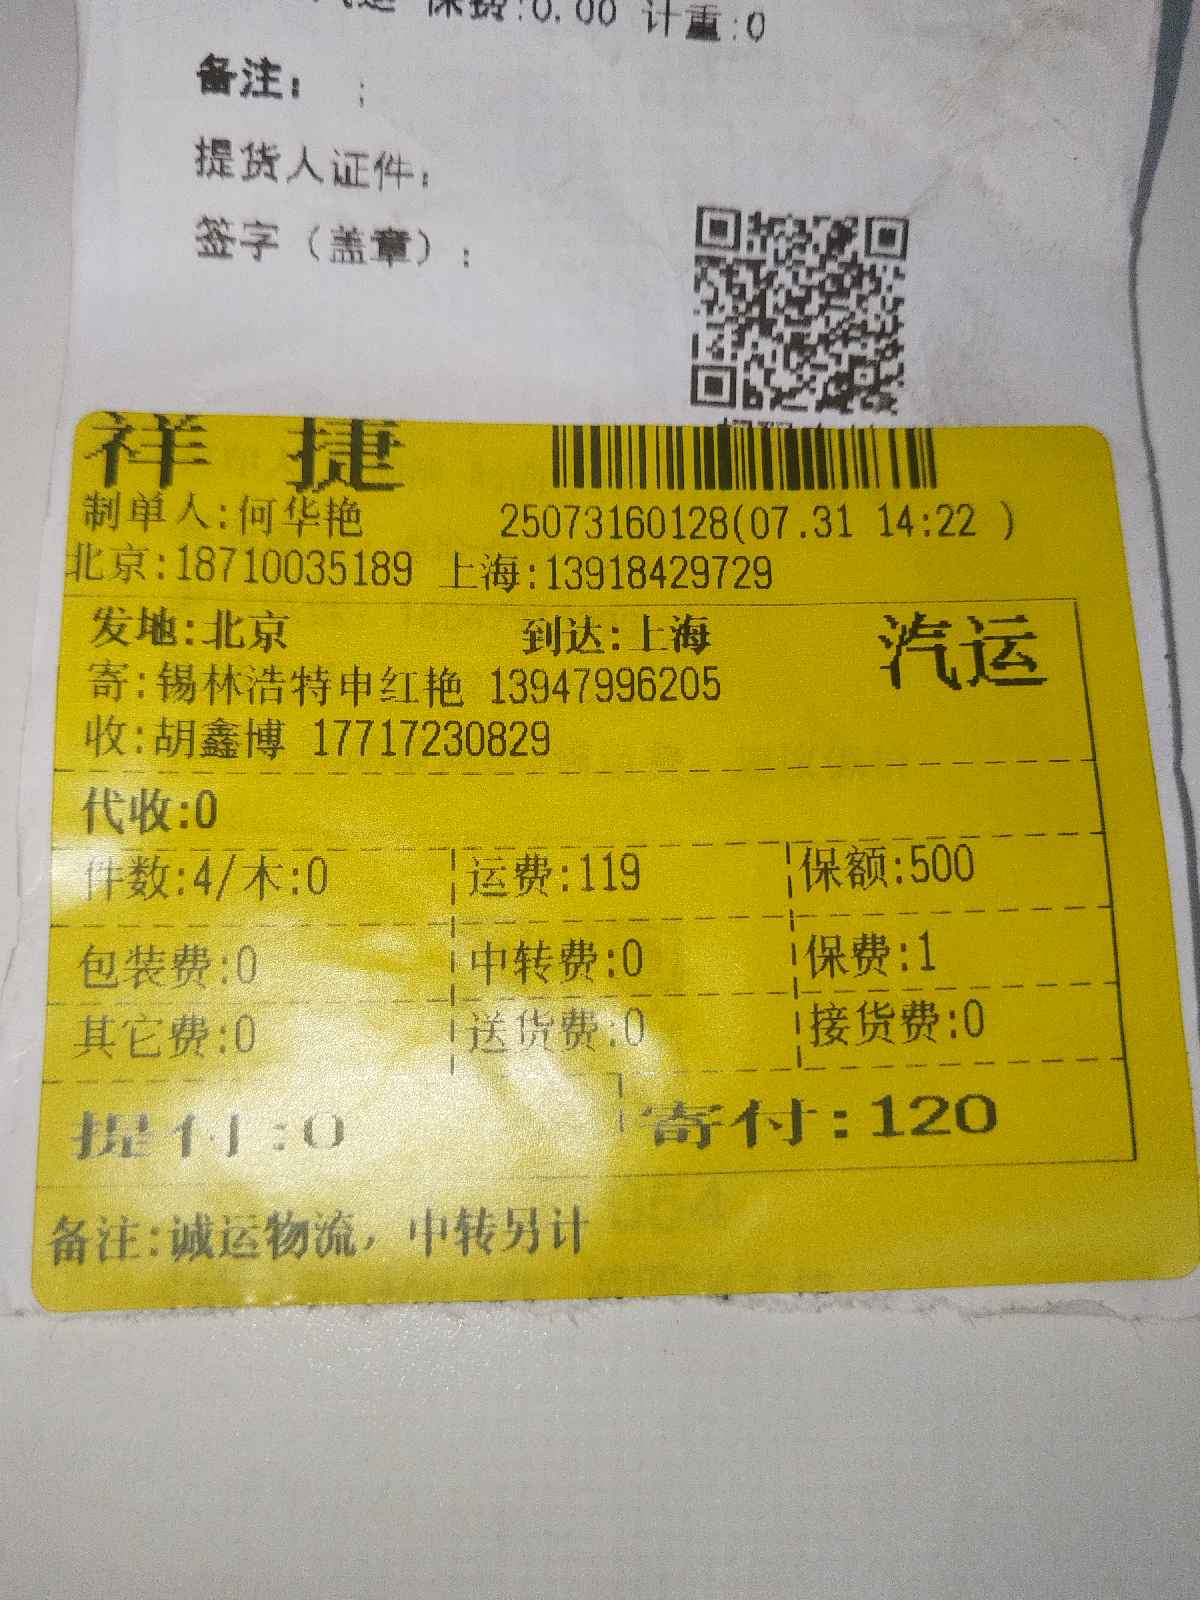 汽运 保费:0.00 计重:0
备注： ;
提货人证件：
签字（盖章）：
祥 捷
制单人:何华艳 25073160128(07.31 14:22 )
北京:18710035189 上海:13918429729
发地:北京 到达:上海 汽运
寄:锡林浩特申红艳 13947996205
收:胡鑫博 17717230829
代收:0
件数:4/木:0 运费:119 保额:500
包装费:0 中转费:0 保费:1
其它费:0 送货费:0 接货费:0
提付:0 寄付:120
备注:诚运物流，中转另计